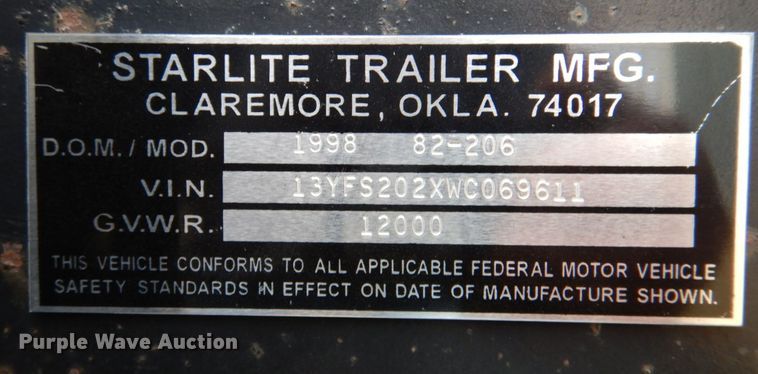 STARLITE TRAILER MFG.
CLAREMORE, OKLA. 74017
D.O.M. / MOD. 1998 82-206
V.I.N. 13YFS202XWC069611
G.V.W.R. 12000
THIS VEHICLE CONFORMS TO ALL APPLICABLE FEDERAL MOTOR VEHICLE
SAFETY STANDARDS IN EFFECT ON DATE OF MANUFACTURE SHOWN.
Purple Wave Auction